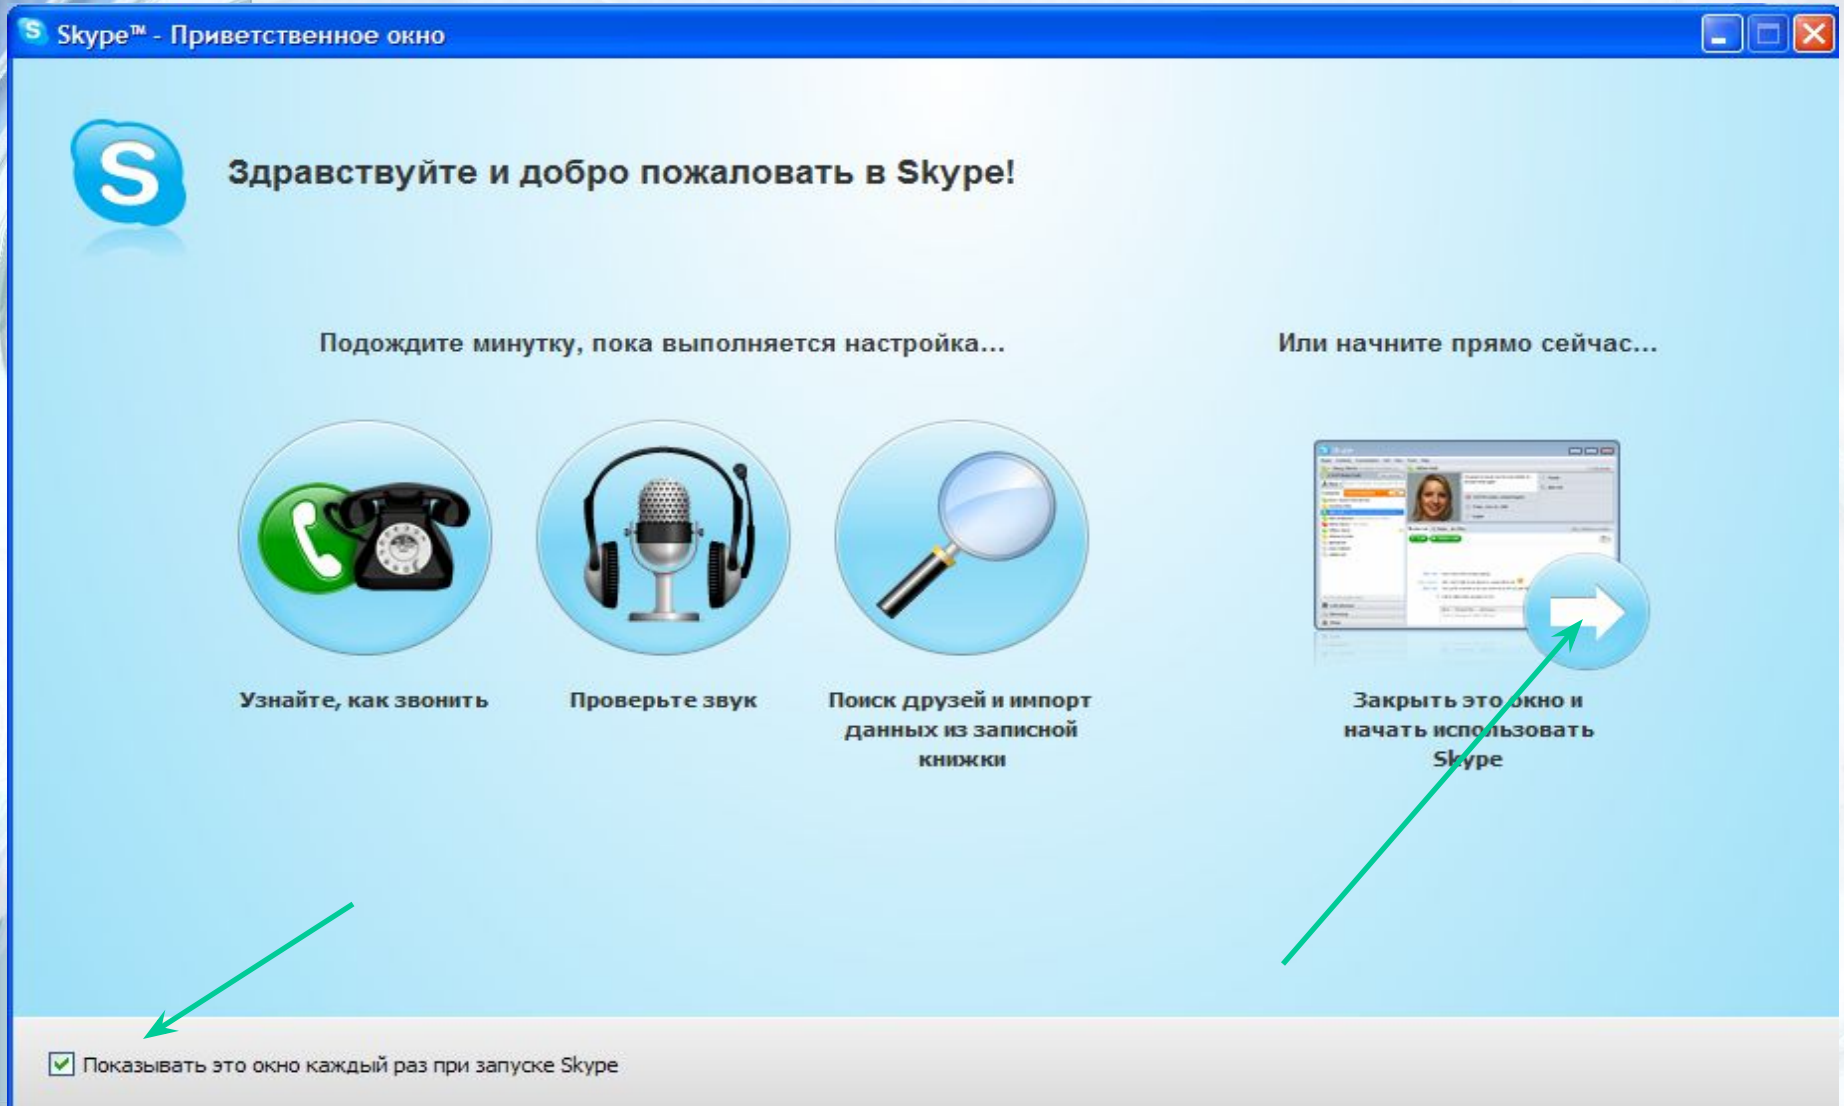 Skype™ - Приветственное окно
Здравствуйте и добро пожаловать в Skype!
Подождите минутку, пока выполняется настройка...
Или начните прямо сейчас...
Узнайте, как звонить
Проверьте звук
Поиск друзей и импорт
данных из записной
книжки
Закрыть это окно и
начать использовать
Skype
Показывать это окно каждый раз при запуске Skype